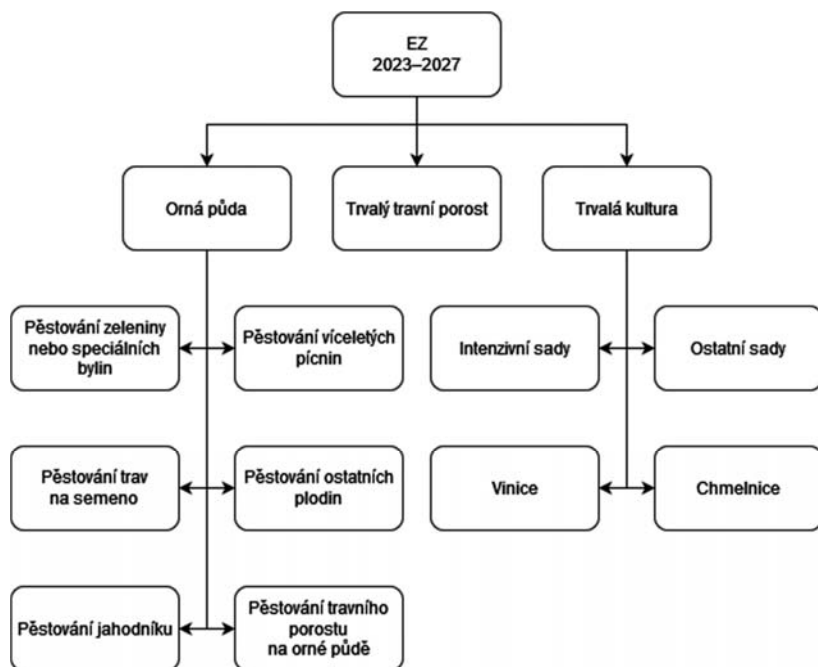 EZ
2023–2027
Orná půda
Trvalý travní porost
Trvalá kultura
Pěstování zeleniny
nebo speciálních
bylin
Pěstování víceletých
pícnin
Intenzivní sady
Ostatní sady
Pěstování trav
na semeno
Pěstování ostatních
plodin
Vinice
Chmelnice
Pěstování jahodníku
Pěstování travního
porostu
na orné půdě